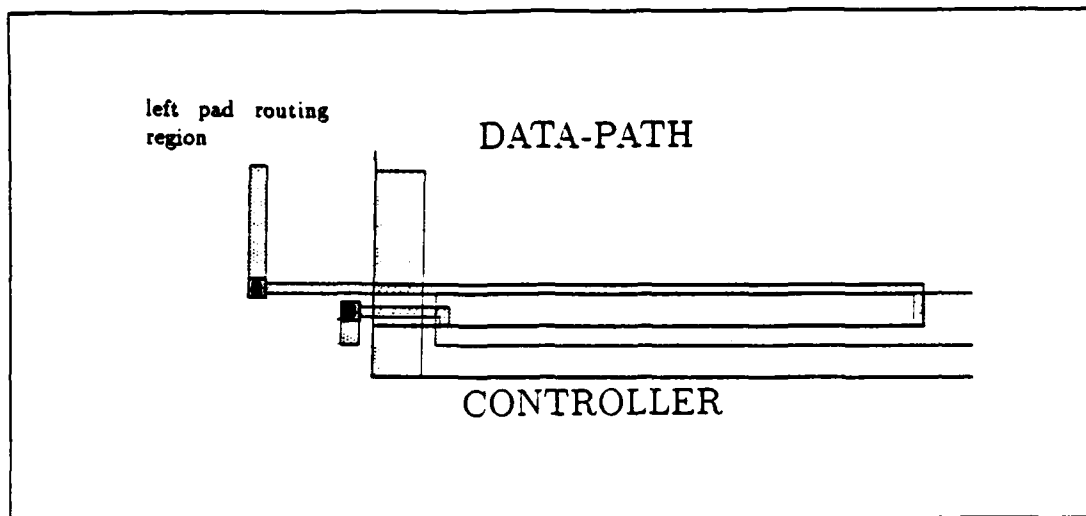 left pad routing
region
DATA-PATH
CONTROLLER